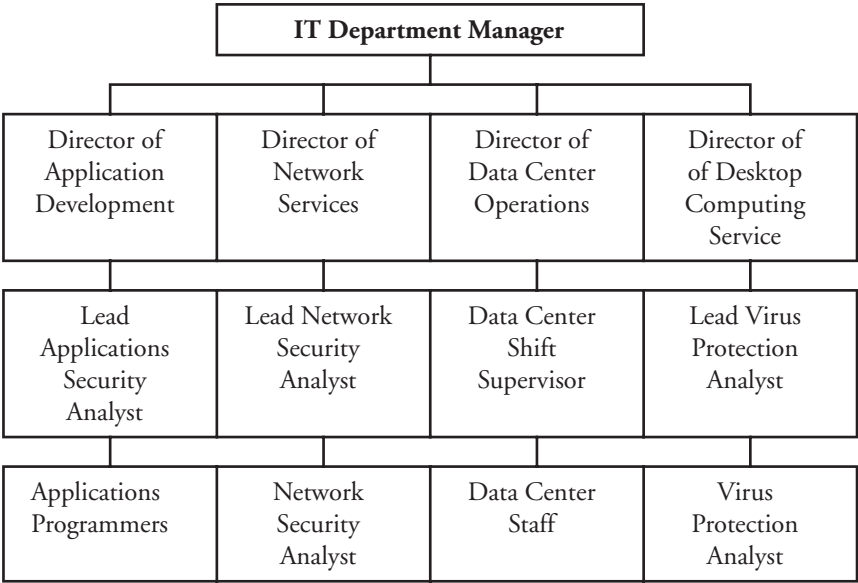 IT Department Manager
Director of
Application
Development
Director of
Network
Services
Director of
Data Center
Operations
Director of
of Desktop
Computing
Service
Lead
Applications
Security
Analyst
Lead Network
Security
Analyst
Data Center
Shift
Supervisor
Lead Virus
Protection
Analyst
Applications
Programmers
Network
Security
Analyst
Data Center
Staff
Virus
Protection
Analyst